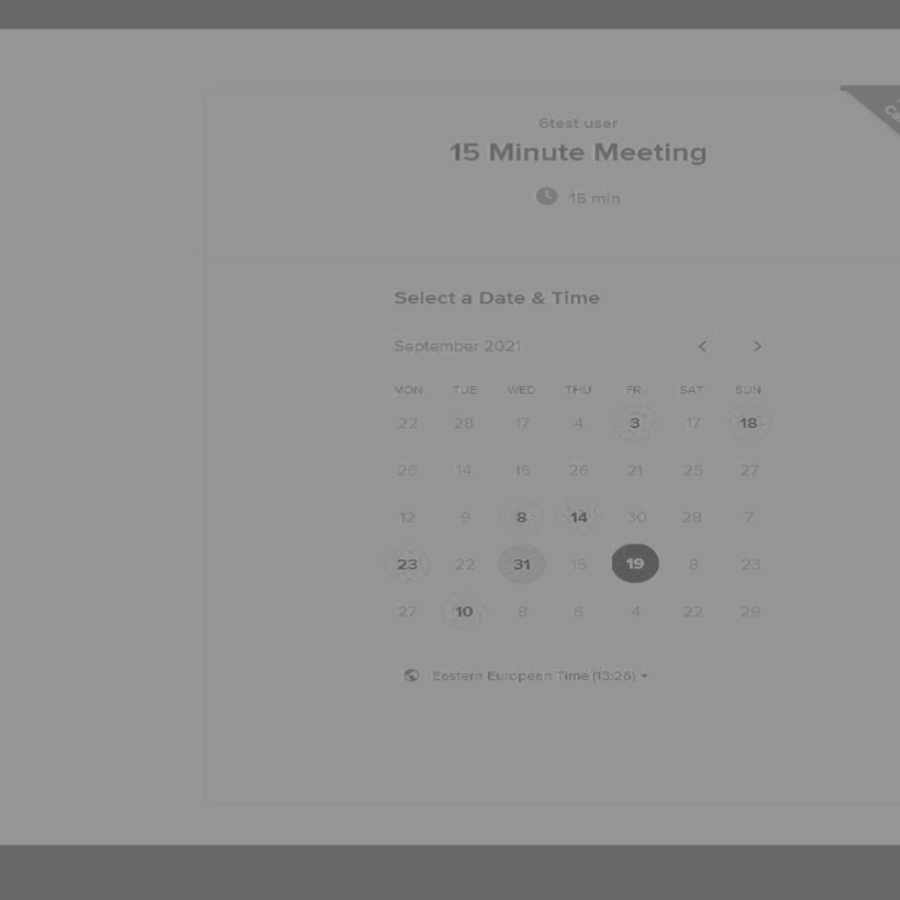 6test user
15 Minute Meeting
15 min
Select a Date & Time
September 2021
MON TUE WED THU FRI SAT SUN
22 28 17 4 3 17 18
26 14 15 26 21 25 27
12 9 8 14 30 28 7
23 22 31 15 19 8 23
27 10 8 6 4 22 29
Eastern European Time (13:26)